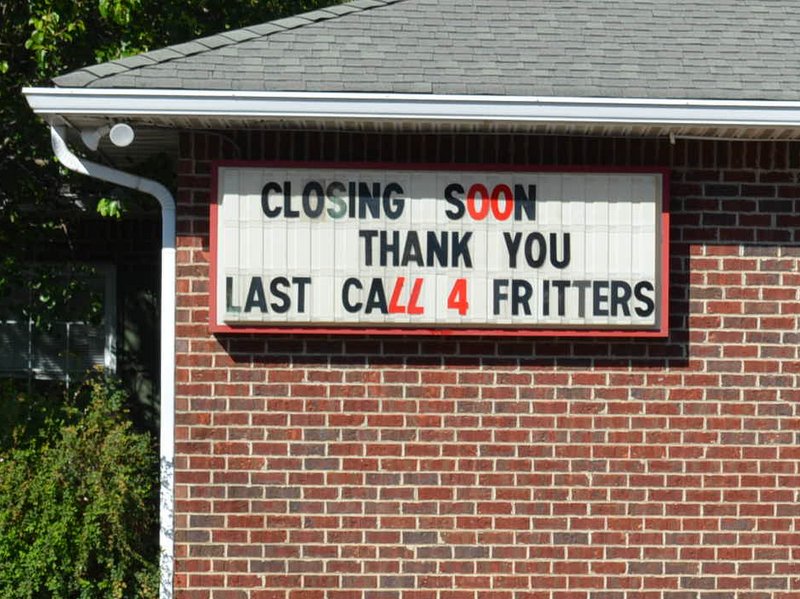 CLOSING SOON
THANK YOU
LAST CALL 4 FRITTERS